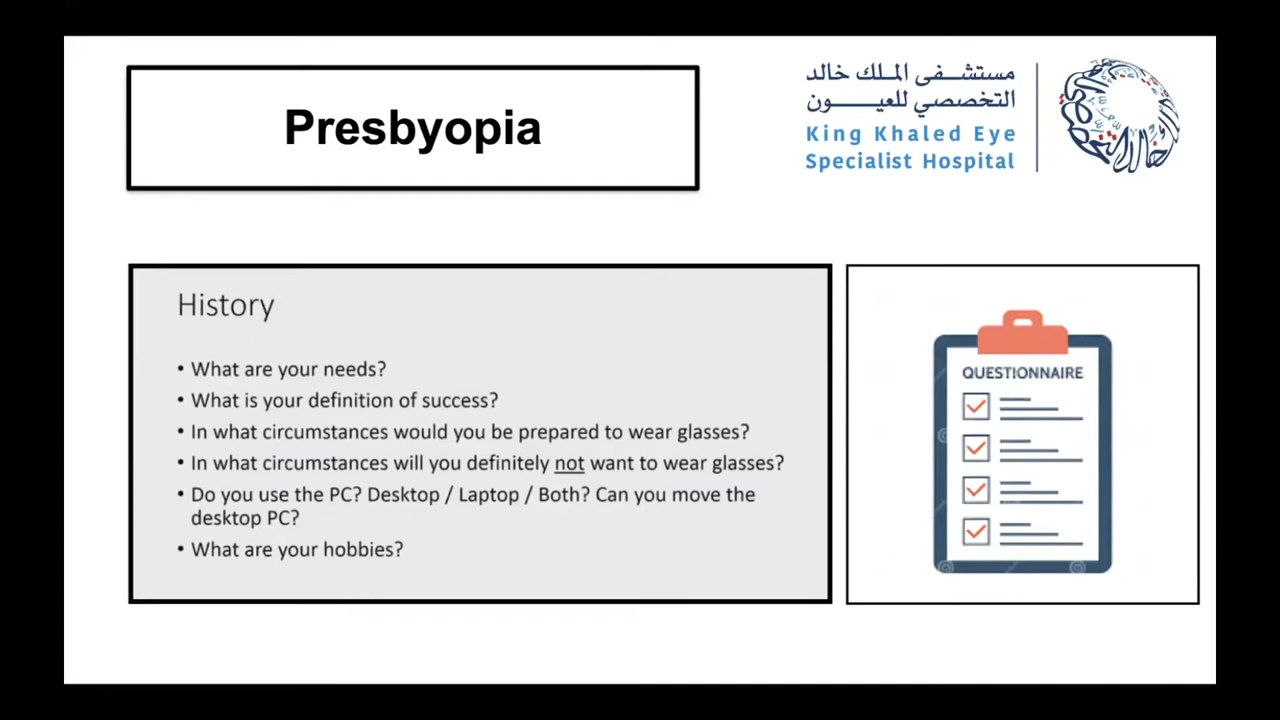 Presbyopia
مستشفى الملك خالد
التخصصي للعيون
King Khaled Eye
Specialist Hospital
History
• What are your needs?
• What is your definition of success?
• In what circumstances would you be prepared to wear glasses?
• In what circumstances will you definitely not want to wear glasses?
• Do you use the PC? Desktop / Laptop / Both? Can you move the
desktop PC?
• What are your hobbies?
QUESTIONNAIRE